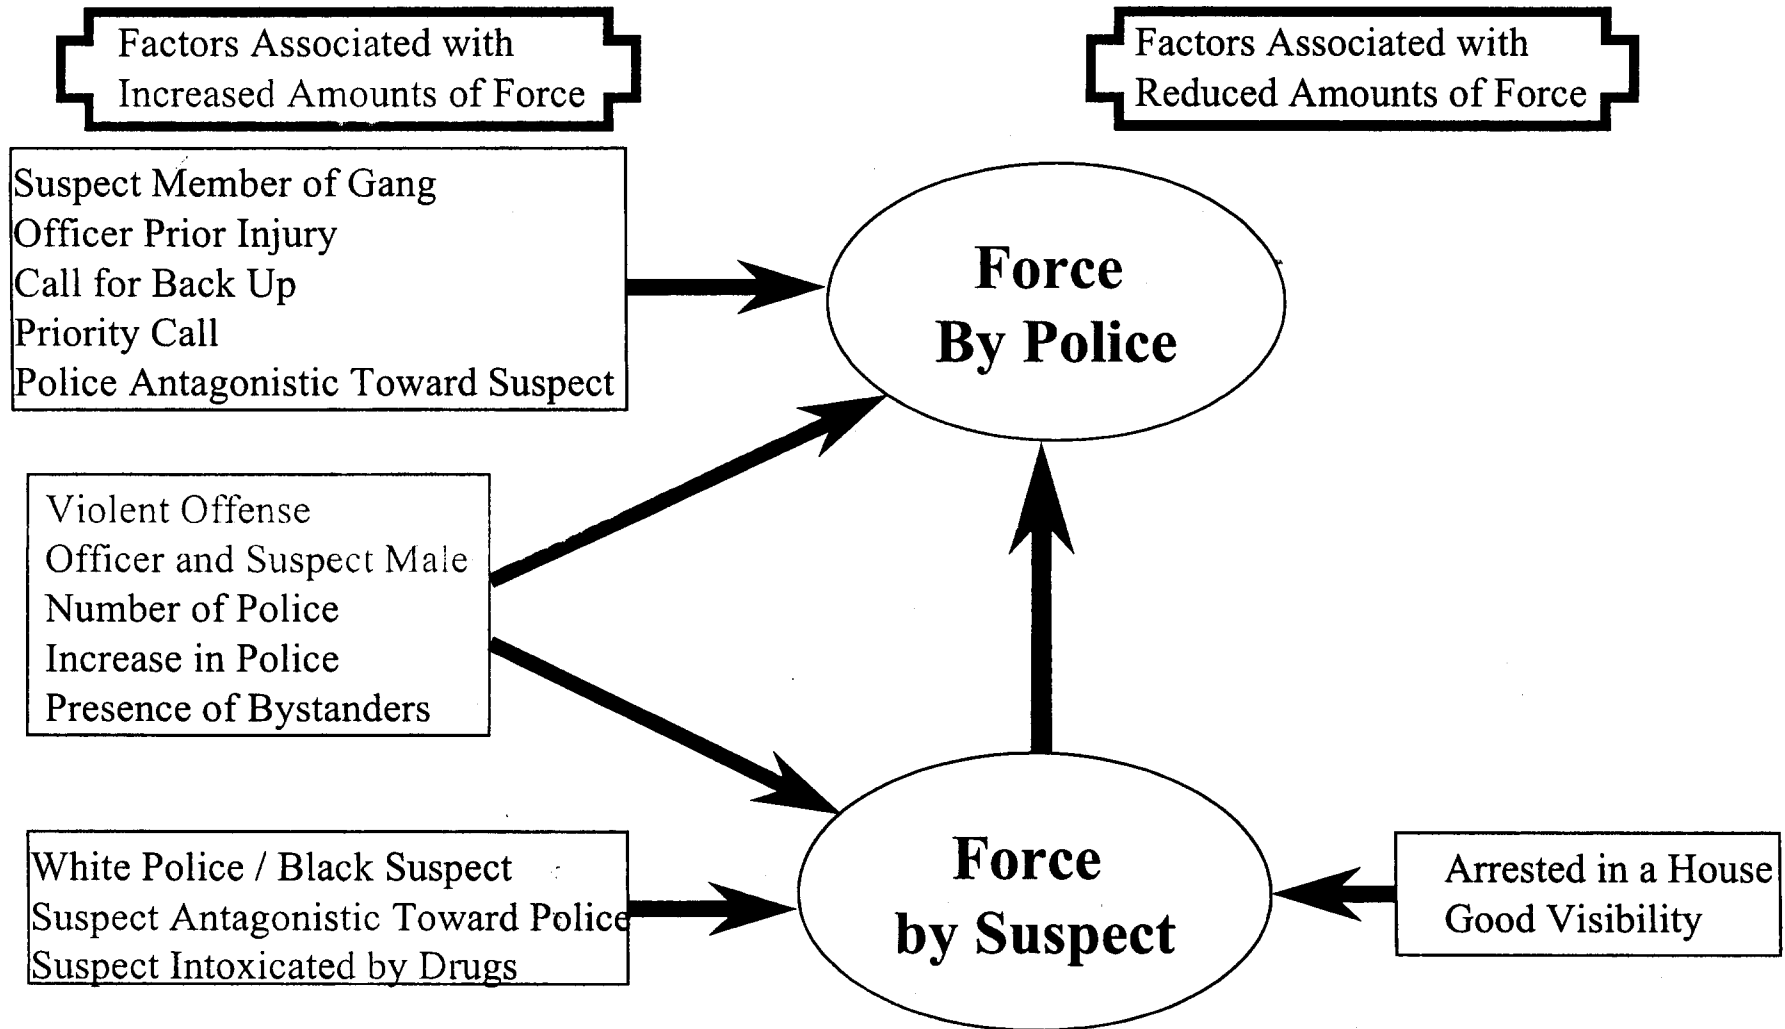 Factors Associated with
Increased Amounts of Force
Factors Associated with
Reduced Amounts of Force
Suspect Member of Gang
Officer Prior Injury
Call for Back Up
Priority Call
Police Antagonistic Toward Suspect
Force
By Police
Violent Offense
Officer and Suspect Male
Number of Police
Increase in Police
Presence of Bystanders
White Police / Black Suspect
Suspect Antagonistic Toward Police
Suspect Intoxicated by Drugs
Force
by Suspect
Arrested in a House
Good Visibility